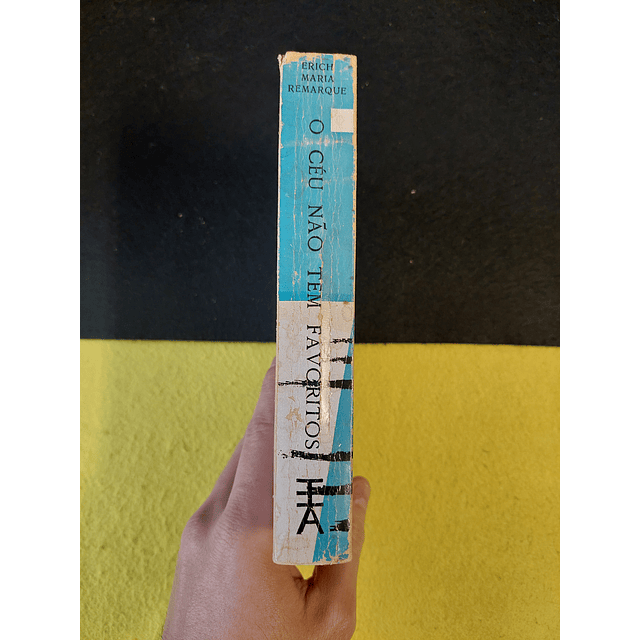 ERICH
MARIA
REMARQUE
O CÉU NÃO TEM FAVORITOS